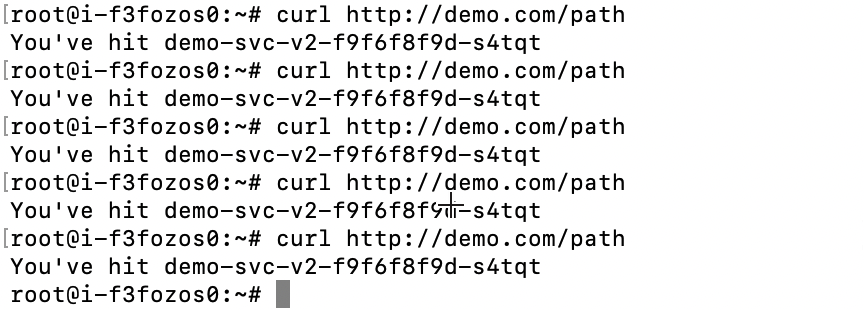 [root@i-f3fozos0:~# curl http://demo.com/path
You've hit demo-svc-v2-f9f6f8f9d-s4tqt
[root@i-f3fozos0:~# curl http://demo.com/path
You've hit demo-svc-v2-f9f6f8f9d-s4tqt
[root@i-f3fozos0:~# curl http://demo.com/path
You've hit demo-svc-v2-f9f6f8f9d-s4tqt
[root@i-f3fozos0:~# curl http://demo.com/path
You've hit demo-svc-v2-f9f6f8f9d-s4tqt
[root@i-f3fozos0:~# curl http://demo.com/path
You've hit demo-svc-v2-f9f6f8f9d-s4tqt
root@i-f3fozos0:~#